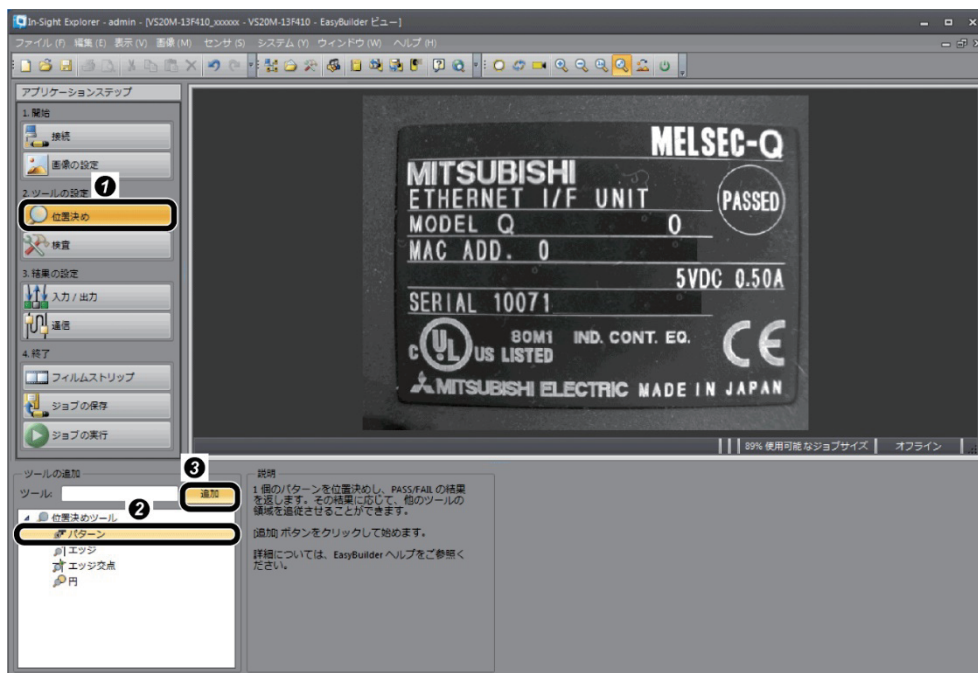 In-Sight Explorer - admin - [VS20M-13F410_xxxxxx - VS20M-13F410 - EasyBuilder ビュー]
ファイル (F) 編集 (E) 表示 (V) 画像 (M) センサ (S) システム (Y) ウィンドウ (W) ヘルプ (H)
アプリケーションステップ
1. 開始
接続
画像の設定
2. ツールの設定
1
位置決め
検査
3. 結果の設定
入力 / 出力
通信
4. 終了
フィルムストリップ
ジョブの保存
ジョブの実行
MELSEC-Q
MITSUBISHI
ETHERNET I/F UNIT
PASSED
MODEL Q 0
MAC ADD. 0
5VDC 0.50A
SERIAL 10071
C UL US LISTED
80M1 IND. CONT. EQ.
CE
MITSUBISHI ELECTRIC MADE IN JAPAN
89% 使用可能なジョブサイズ オフライン
ツールの追加
3
ツール:
追加
2
位置決めツール
パターン
エッジ
エッジ交点
円
説明
1 個のパターンを位置決めし、PASS/FAIL の結果
を返します。その結果に応じて、他のツールの
領域を追従させることができます。
[追加] ボタンをクリックして始めます。
詳細については、EasyBuilder ヘルプをご参照く
ださい。